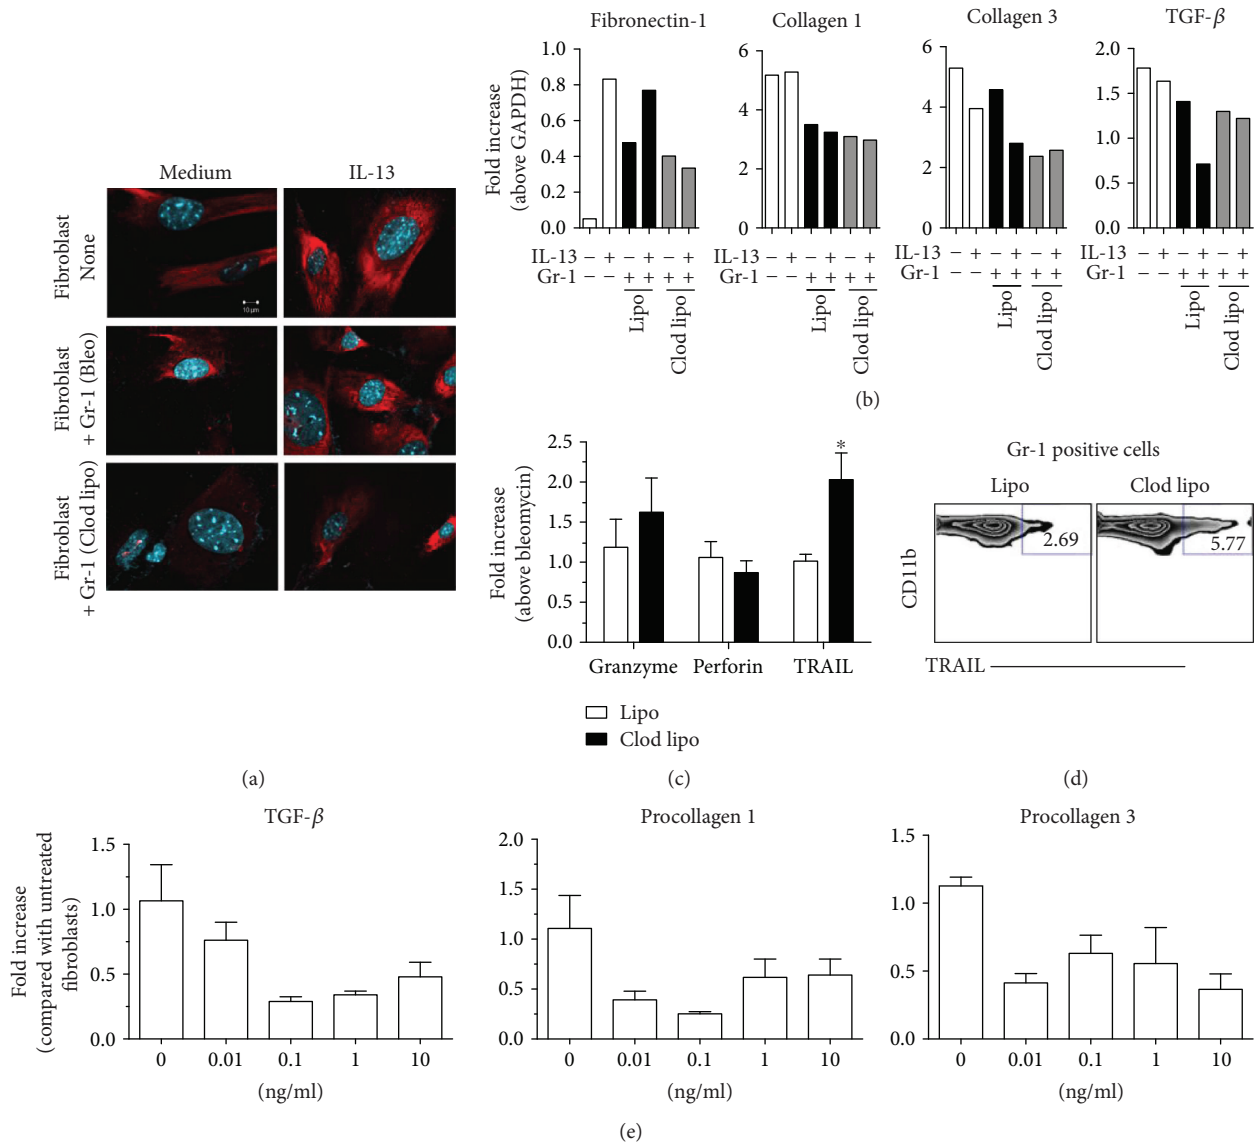 Medium
IL-13
Fibroblast
None
10 μm
Fibroblast
+ Gr-1 (Bleo)
Fibroblast
+ Gr-1 (Clod lipo)
(a)
Fibronectin-1
Fold increase
(above GAPDH)
1.0
0.8
0.6
0.4
0.2
0.0
IL-13 − + − + − +
Gr-1 − − + + + +
Lipo
Clod lipo
Collagen 1
6
4
2
0
IL-13 − + − + − +
Gr-1 − − + + + +
Lipo
Clod lipo
Collagen 3
6
4
2
0
IL-13 − + − + − +
Gr-1 − − + + + +
Lipo
Clod lipo
TGF-β
2.0
1.5
1.0
0.5
0.0
IL-13 − + − + − +
Gr-1 − − + + + +
Lipo
Clod lipo
(b)
Fold increase
(above bleomycin)
2.5
2.0
1.5
1.0
0.5
0.0
*
Granzyme Perforin TRAIL
Lipo
Clod lipo
(c)
Gr-1 positive cells
Lipo
Clod lipo
2.69
5.77
CD11b
TRAIL
(d)
TGF-β
Fold increase
(compared with untreated
fibroblasts)
1.5
1.0
0.5
0.0
0 0.01 0.1 1 10
(ng/ml)
Procollagen 1
2.0
1.5
1.0
0.5
0.0
0 0.01 0.1 1 10
(ng/ml)
Procollagen 3
1.5
1.0
0.5
0.0
0 0.01 0.1 1 10
(ng/ml)
(e)